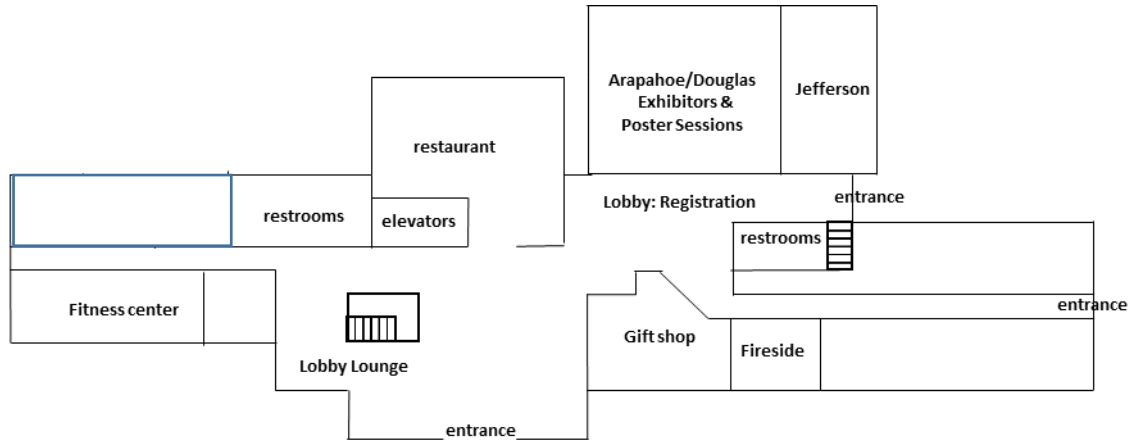 Arapahoe/Douglas
Exhibitors &
Poster Sessions
Jefferson
restaurant
Lobby: Registration
entrance
restrooms
elevators
restrooms
entrance
Fitness center
Gift shop
Fireside
Lobby Lounge
entrance